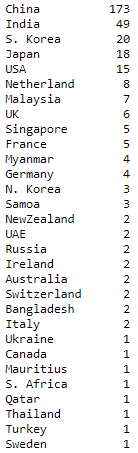 China 173
India 49
S. Korea 20
Japan 18
USA 15
Netherland 8
Malaysia 7
UK 6
Singapore 5
France 5
Myanmar 4
Germany 4
N. Korea 3
Samoa 3
NewZealand 2
UAE 2
Russia 2
Ireland 2
Australia 2
Switzerland 2
Bangladesh 2
Italy 2
Ukraine 1
Canada 1
Mauritius 1
S. Africa 1
Qatar 1
Thailand 1
Turkey 1
Sweden 1